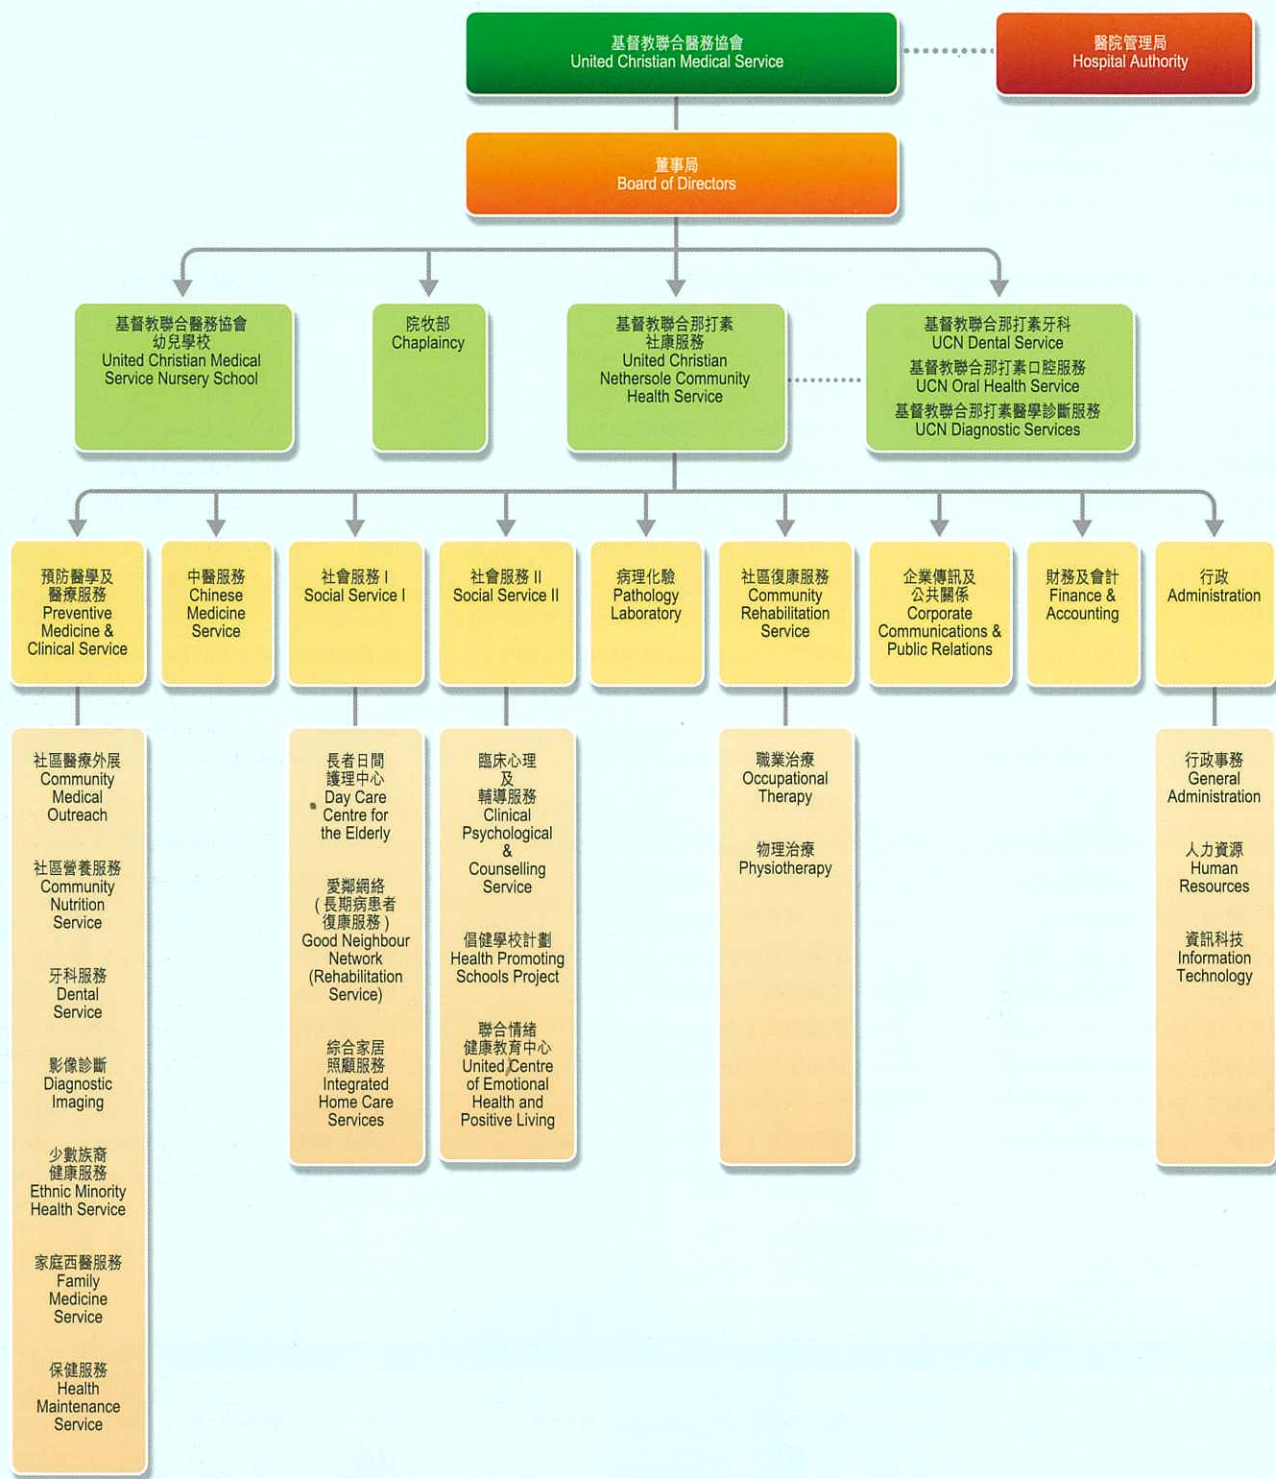 基督教聯合醫務協會
United Christian Medical Service
醫院管理局
Hospital Authority
董事局
Board of Directors
基督教聯合醫務協會
幼兒學校
United Christian Medical
Service Nursery School
院牧部
Chaplaincy
基督教聯合那打素
社康服務
United Christian
Nethersole Community
Health Service
基督教聯合那打素牙科
UCN Dental Service
基督教聯合那打素口腔服務
UCN Oral Health Service
基督教聯合那打素醫學診斷服務
UCN Diagnostic Services
預防醫學及
醫療服務
Preventive
Medicine &
Clinical Service
中醫服務
Chinese
Medicine
Service
社會服務 I
Social Service I
社會服務 II
Social Service II
病理化驗
Pathology
Laboratory
社區復康服務
Community
Rehabilitation
Service
企業傳訊及
公共關係
Corporate
Communications &
Public Relations
財務及會計
Finance &
Accounting
行政
Administration
社區醫療外展
Community
Medical
Outreach
社區營養服務
Community
Nutrition
Service
牙科服務
Dental
Service
影像診斷
Diagnostic
Imaging
少數族裔
健康服務
Ethnic Minority
Health Service
家庭西醫服務
Family
Medicine
Service
保健服務
Health
Maintenance
Service
長者日間
護理中心
Day Care
Centre for
the Elderly
愛鄰網絡
( 長期病患者
復康服務 )
Good Neighbour
Network
(Rehabilitation
Service)
綜合家居
照顧服務
Integrated
Home Care
Services
臨床心理
及
輔導服務
Clinical
Psychological
&
Counselling
Service
倡健學校計劃
Health Promoting
Schools Project
聯合情緒
健康教育中心
United Centre
of Emotional
Health and
Positive Living
職業治療
Occupational
Therapy
物理治療
Physiotherapy
行政事務
General
Administration
人力資源
Human
Resources
資訊科技
Information
Technology